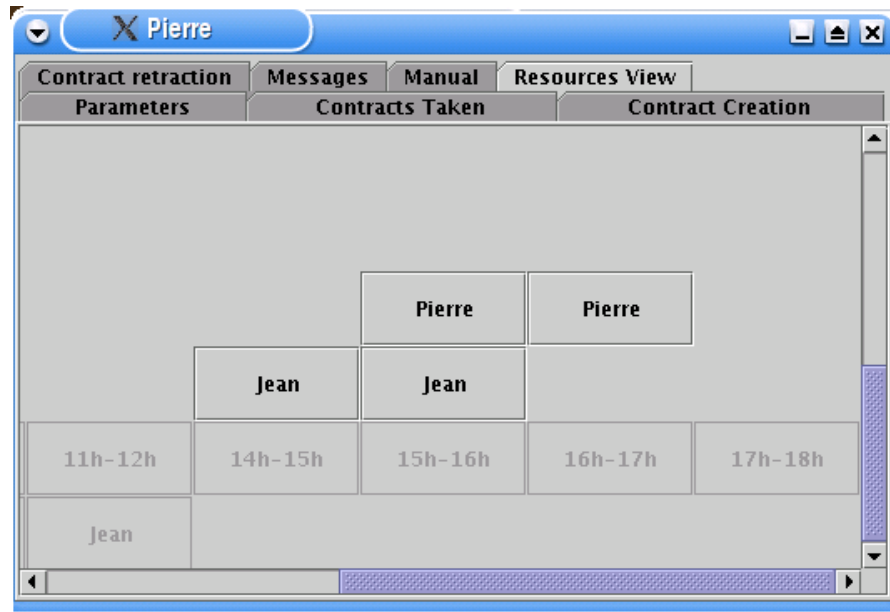 Pierre
Contract retraction Messages Manual Resources View
Parameters Contracts Taken Contract Creation
Pierre Pierre
Jean Jean
11h-12h 14h-15h 15h-16h 16h-17h 17h-18h
Jean